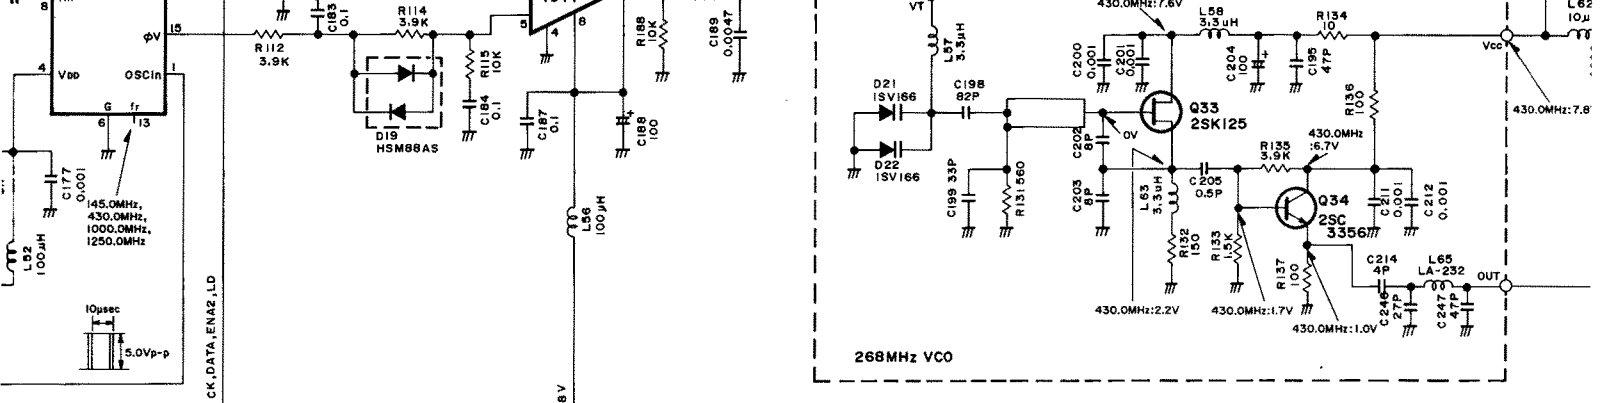 8
φV
15
4
VDD
OSCin
1
G
fr
6
13
C177
0.001
145.0MHz,
430.0MHz,
1000.0MHz,
1250.0MHz
L52
100μH
10μsec
5.0Vp-p
CK,DATA,ENA2,LD
R112
3.9K
C183
0.1
R114
3.9K
D19
HSM88AS
R115
10K
C184
0.1
5
4
8
C187
0.1
C188
100
R188
10K
C189
0.0047
L56
100μH
8V
VT
L57
3.3μH
D21
1SV166
D22
1SV166
C198
82P
C199 33P
R131 560
430.0MHz:7.6V
C200
0.001
C201
0.001
L58
3.3μH
C204
100
C195
47P
R134
10
Vcc
L62
10μ
430.0MHz:7.8
Q33
2SK125
0V
C202
8P
C203
8P
L63
3.3μH
R132
150
C205
0.5P
R135
3.9K
R136
100
430.0MHz
:6.7V
Q34
2SC
3356
C211
0.001
C212
0.001
R133
1.5K
R137
100
C214
4P
L65
LA-232
OUT
C246
27P
C247
47P
430.0MHz:2.2V
430.0MHz:1.7V
430.0MHz:1.0V
268MHz VCO